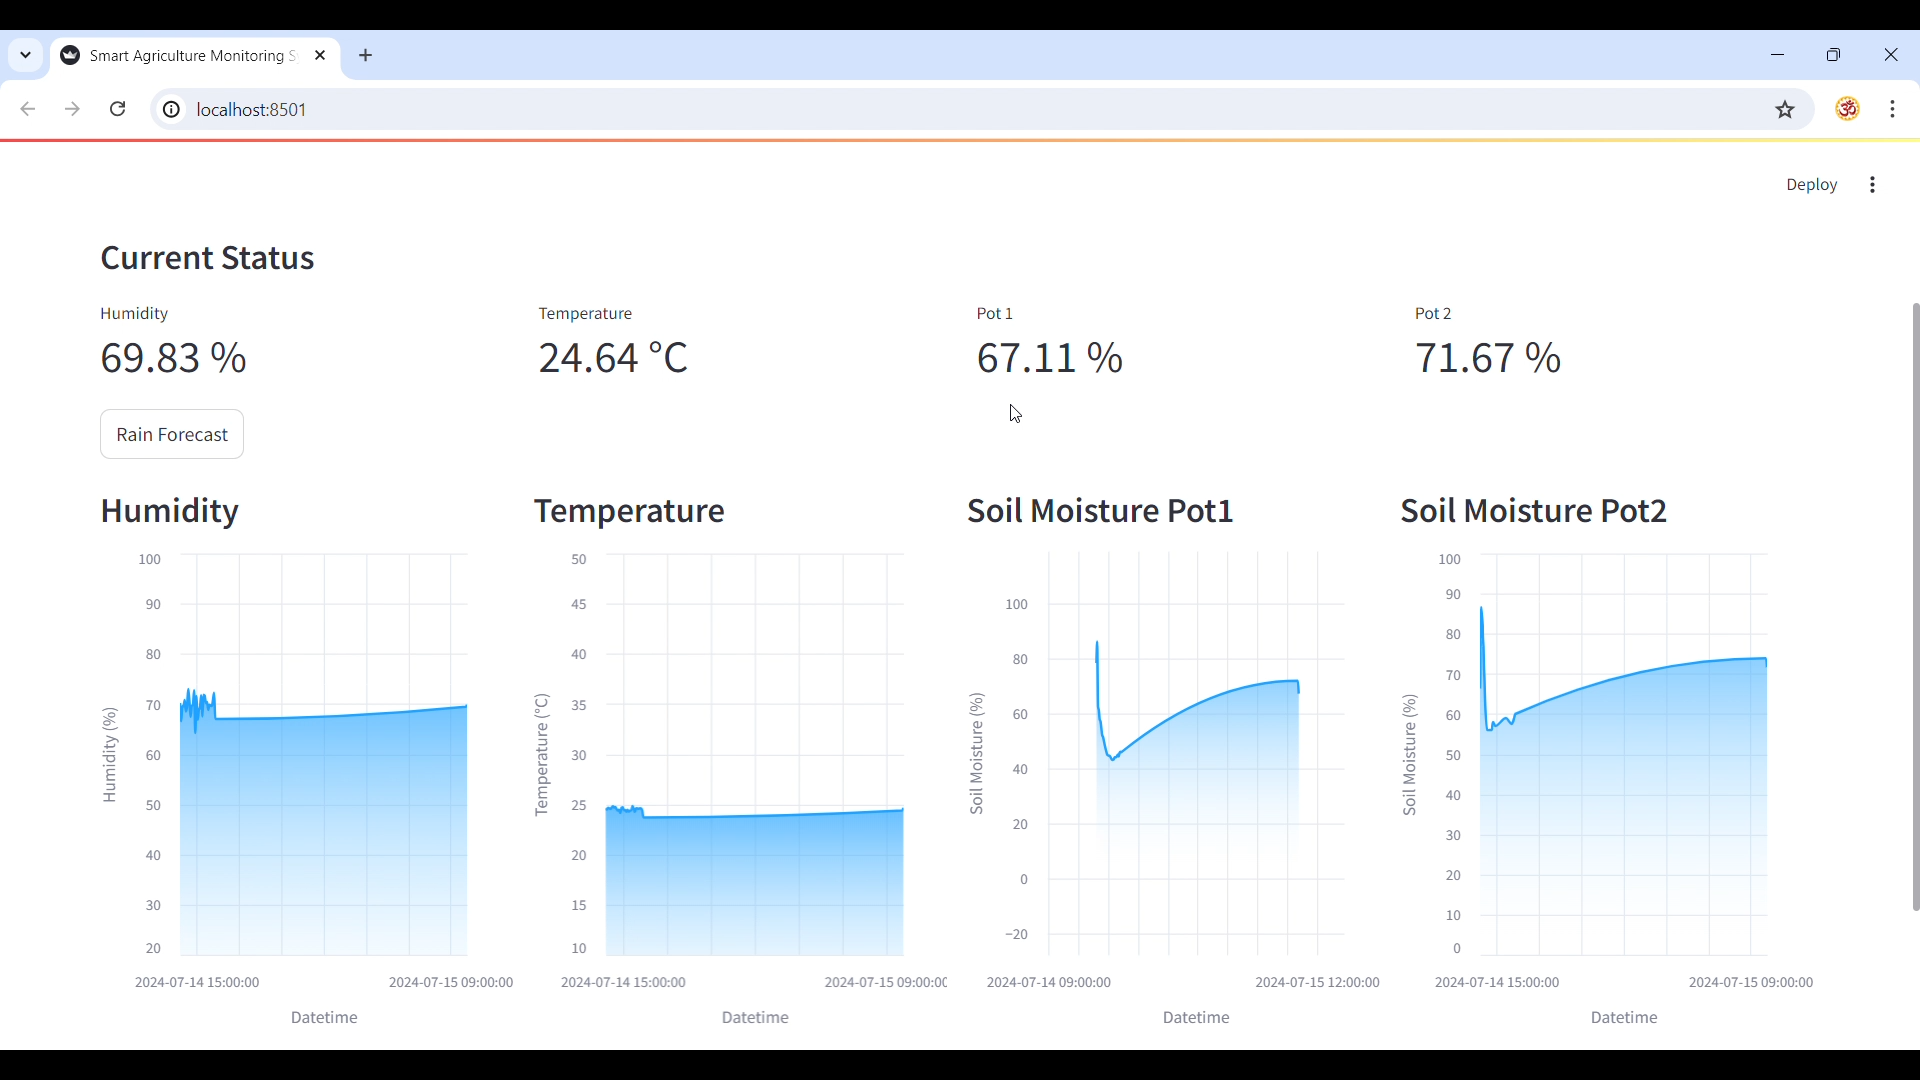 Smart Agriculture Monitoring S
localhost:8501
Deploy
Current Status
Humidity
69.83 %
Temperature
24.64 °C
Pot 1
67.11 %
Pot 2
71.67 %
Rain Forecast
Humidity
100
90
80
70
60
50
40
30
20
Humidity (%)
2024-07-14 15:00:00
2024-07-15 09:00:00
Datetime
Temperature
50
45
40
35
30
25
20
15
10
Temperature (°C)
2024-07-14 15:00:00
2024-07-15 09:00:00
Datetime
Soil Moisture Pot1
100
80
60
40
20
0
−20
Soil Moisture (%)
2024-07-14 09:00:00
2024-07-15 12:00:00
Datetime
Soil Moisture Pot2
100
90
80
70
60
50
40
30
20
10
0
Soil Moisture (%)
2024-07-14 15:00:00
2024-07-15 09:00:00
Datetime